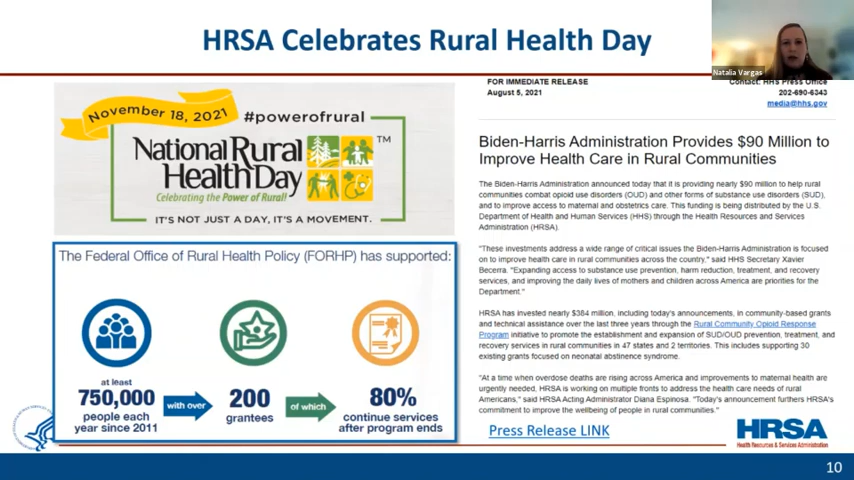 HRSA Celebrates Rural Health Day
Natalia Vargas
November 18, 2021
#powerofrural
National Rural
Health Day
TM
Celebrating the Power of Rural!
IT'S NOT JUST A DAY, IT'S A MOVEMENT.
The Federal Office of Rural Health Policy (FORHP) has supported:
at least
750,000
people each
year since 2011
with over
200
grantees
of which
80%
continue services
after program ends
FOR IMMEDIATE RELEASE
August 5, 2021
Contact: HHS Press Office
202-690-6343
media@hhs.gov
Biden-Harris Administration Provides $90 Million to
Improve Health Care in Rural Communities
The Biden-Harris Administration announced today that it is providing nearly $90 million to help rural
communities combat opioid use disorders (OUD) and other forms of substance use disorders (SUD),
and to improve access to maternal and obstetrics care. This funding is being distributed by the U.S.
Department of Health and Human Services (HHS) through the Health Resources and Services
Administration (HRSA).
"These investments address a wide range of critical issues the Biden-Harris Administration is focused
on to improve health care in rural communities across the country," said HHS Secretary Xavier
Becerra. "Expanding access to substance use prevention, harm reduction, treatment, and recovery
services, and improving the daily lives of mothers and children across America are priorities for the
Department."
HRSA has invested nearly $384 million, including today's announcements, in community-based grants
and technical assistance over the last three years through the Rural Community Opioid Response
Program initiative to promote the establishment and expansion of SUD/OUD prevention, treatment, and
recovery services in rural communities in 47 states and 2 territories. This includes supporting 30
existing grants focused on neonatal abstinence syndrome.
"At a time when overdose deaths are rising across America and improvements to maternal health are
urgently needed, HRSA is working on multiple fronts to address the health care needs of rural
Americans," said HRSA Acting Administrator Diana Espinosa. "Today's announcement furthers HRSA's
commitment to improve the wellbeing of people in rural communities."
Press Release LINK
HRSA
Health Resources & Services Administration
10